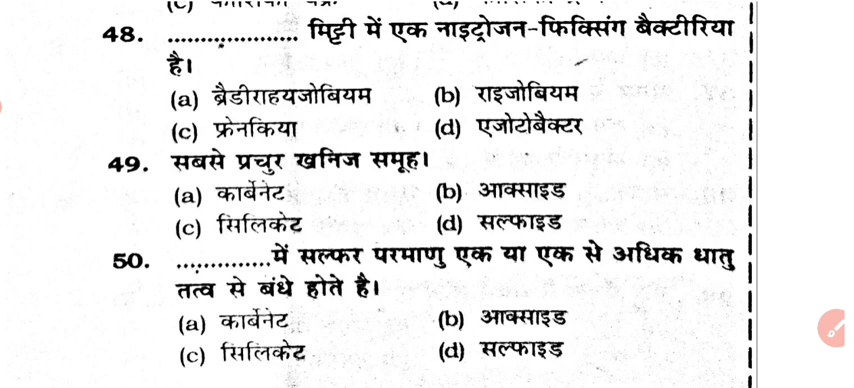 48. ..................... मिट्टी में एक नाइट्रोजन-फिक्सिंग बैक्टीरिया
है।
(a) ब्रैडीराहयजोबियम (b) राइजोबियम
(c) फ्रेनकिया (d) एजोटोबैक्टर
49. सबसे प्रचुर खनिज समूह।
(a) कार्बेनेट (b) आक्साइड
(c) सिलिकेट (d) सल्फाइड
50. ..............में सल्फर परमाणु एक या एक से अधिक धातु
तत्व से बंधे होते है।
(a) कार्बेनेट (b) आक्साइड
(c) सिलिकेट (d) सल्फाइड